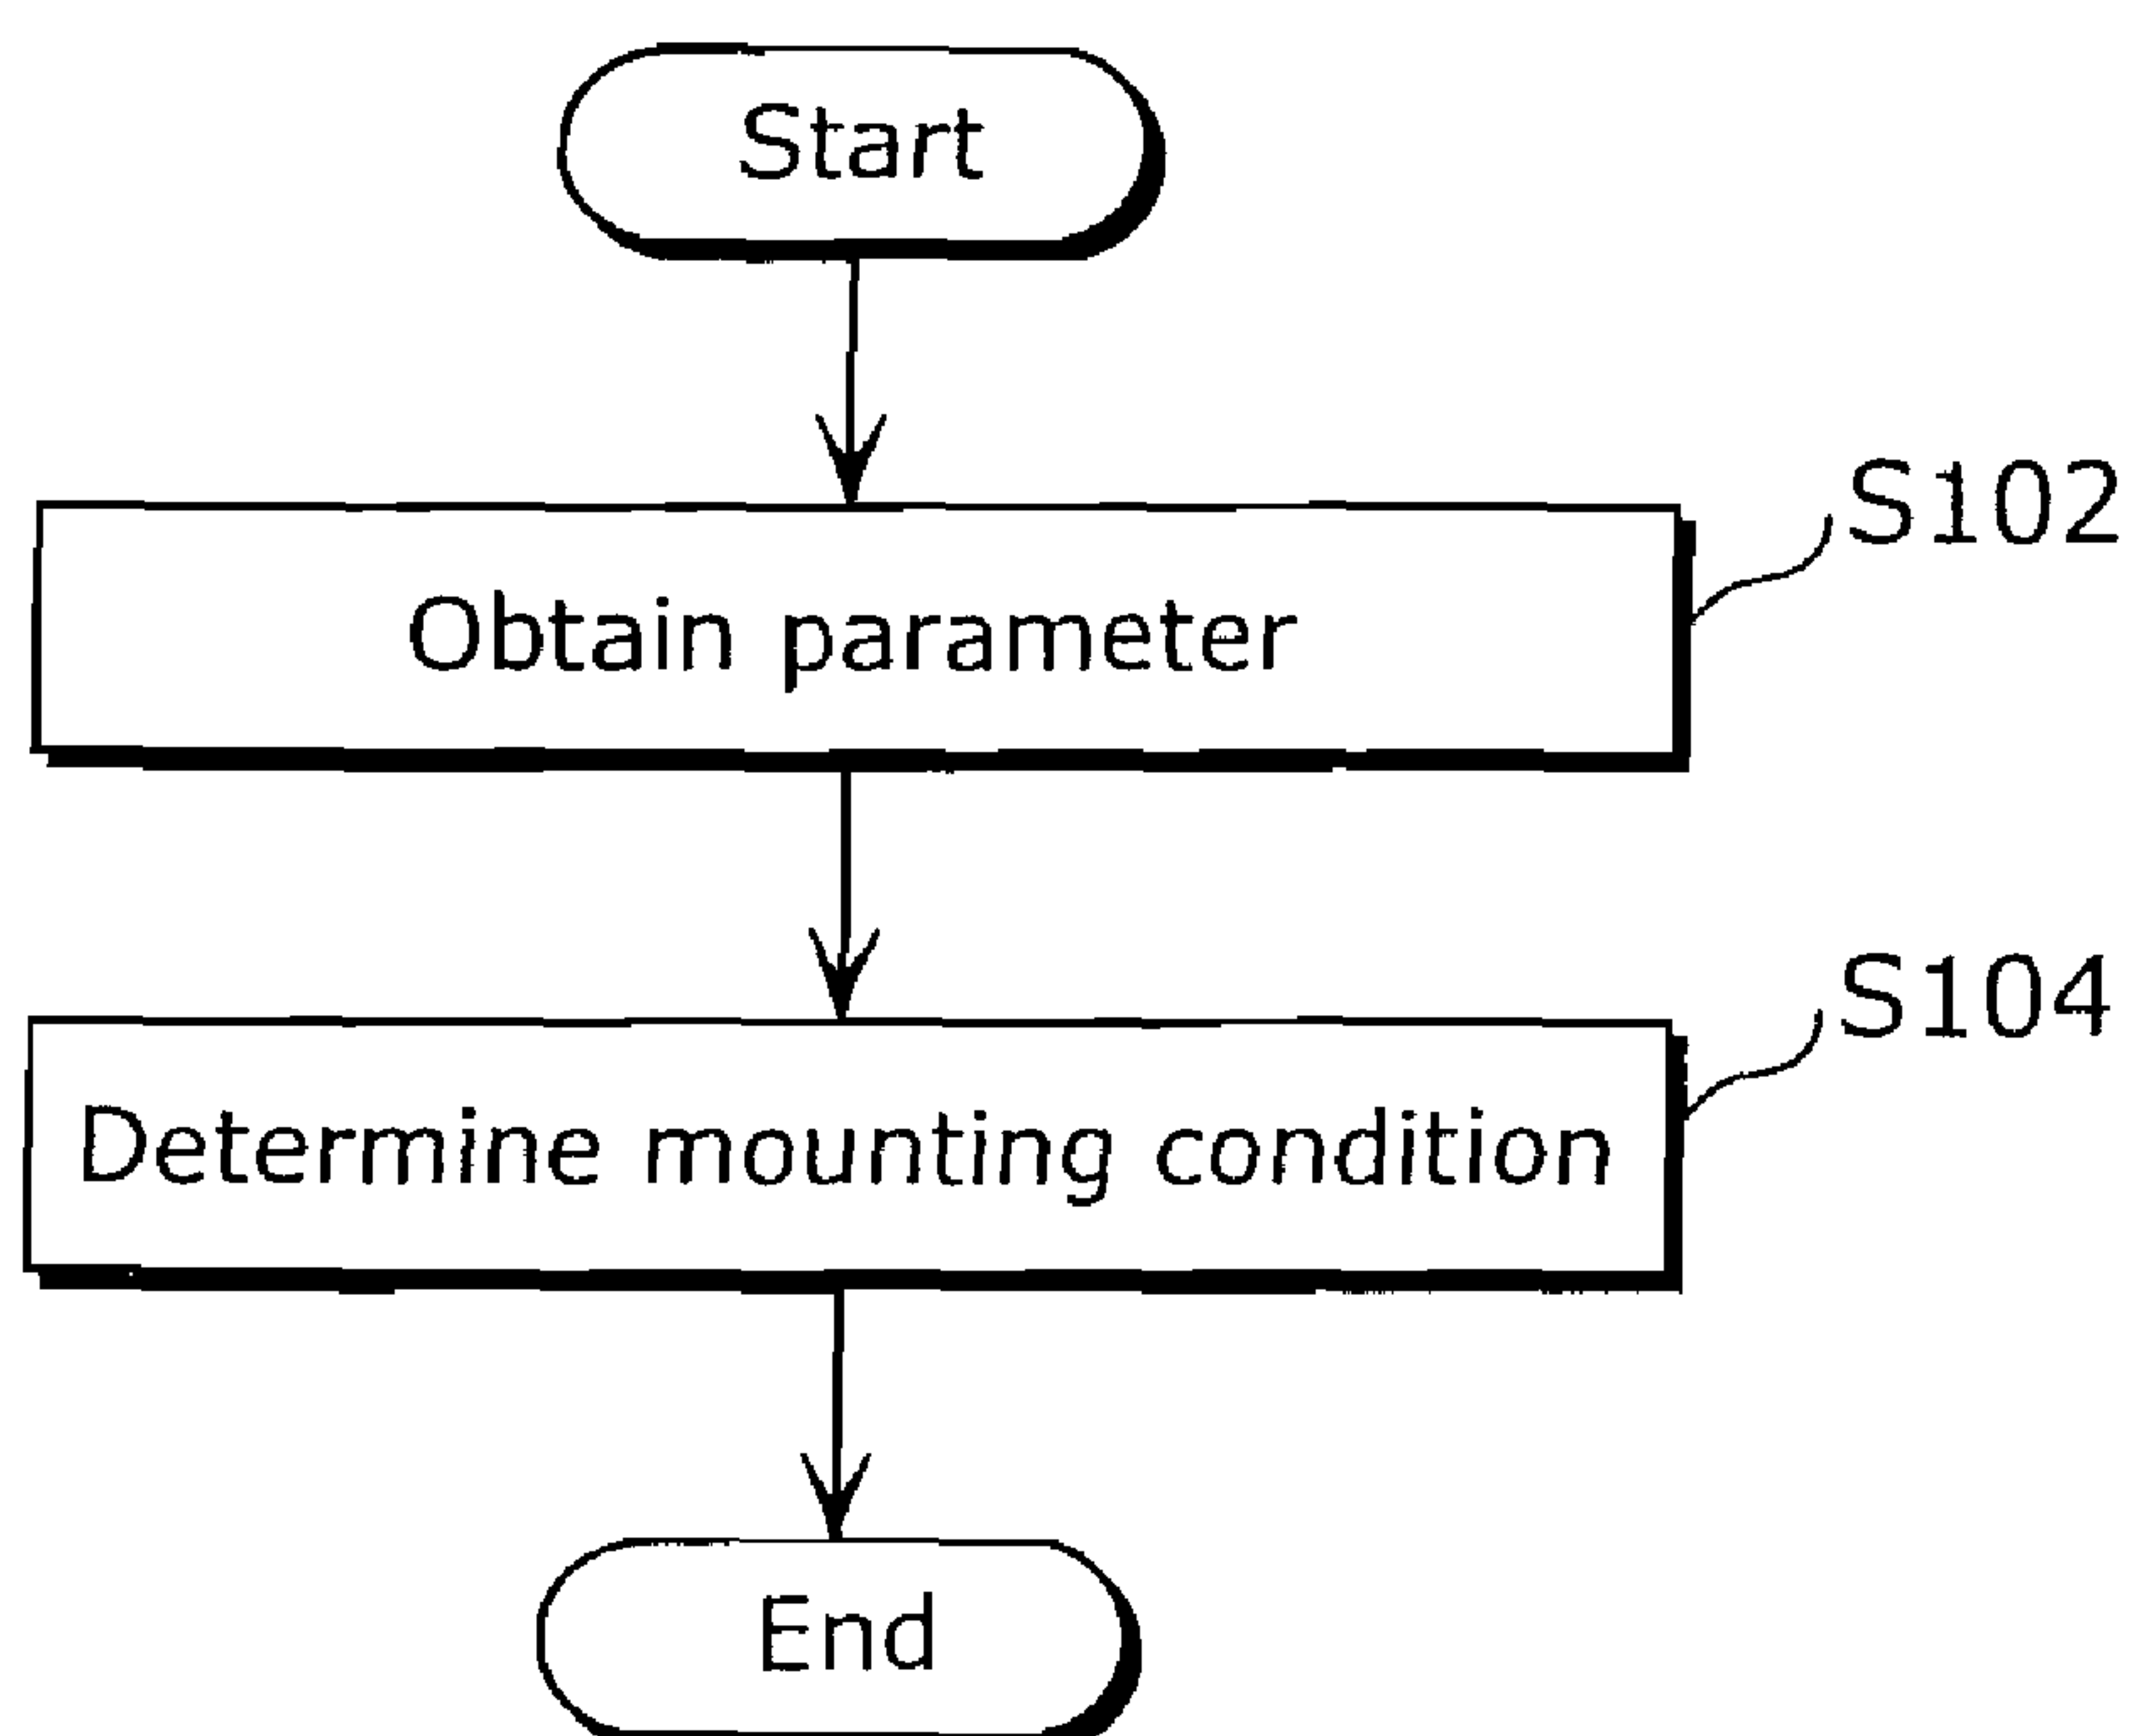 Start
S102
Obtain parameter
S104
Determine mounting condition
End